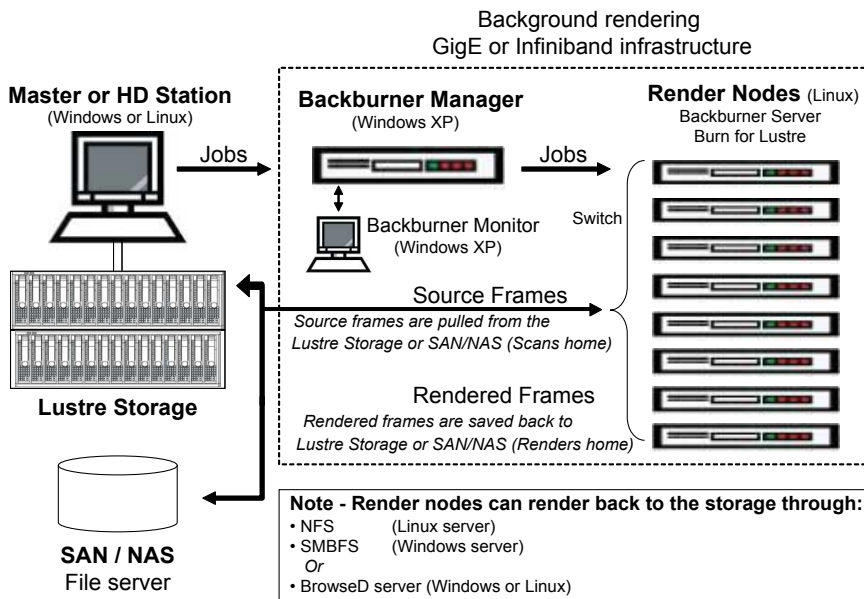 Background rendering
GigE or Infiniband infrastructure
Master or HD Station
(Windows or Linux)
Jobs
Backburner Manager
(Windows XP)
Jobs
Render Nodes (Linux)
Backburner Server
Burn for Lustre
Backburner Monitor
(Windows XP)
Switch
Source Frames
Source frames are pulled from the
Lustre Storage or SAN/NAS (Scans home)
Lustre Storage
Rendered Frames
Rendered frames are saved back to
Lustre Storage or SAN/NAS (Renders home)
SAN / NAS
File server
Note - Render nodes can render back to the storage through:
• NFS (Linux server)
• SMBFS (Windows server)
Or
• BrowseD server (Windows or Linux)